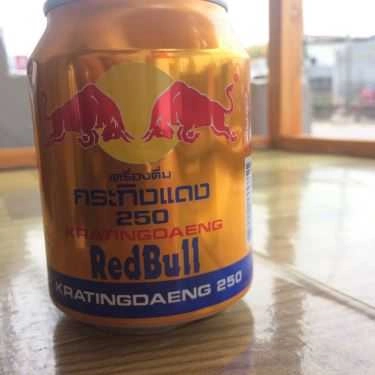 เครื่องดื่ม
กระทิงแดง
250
KRATINGDAENG
RedBull
KRATINGDAENG 250